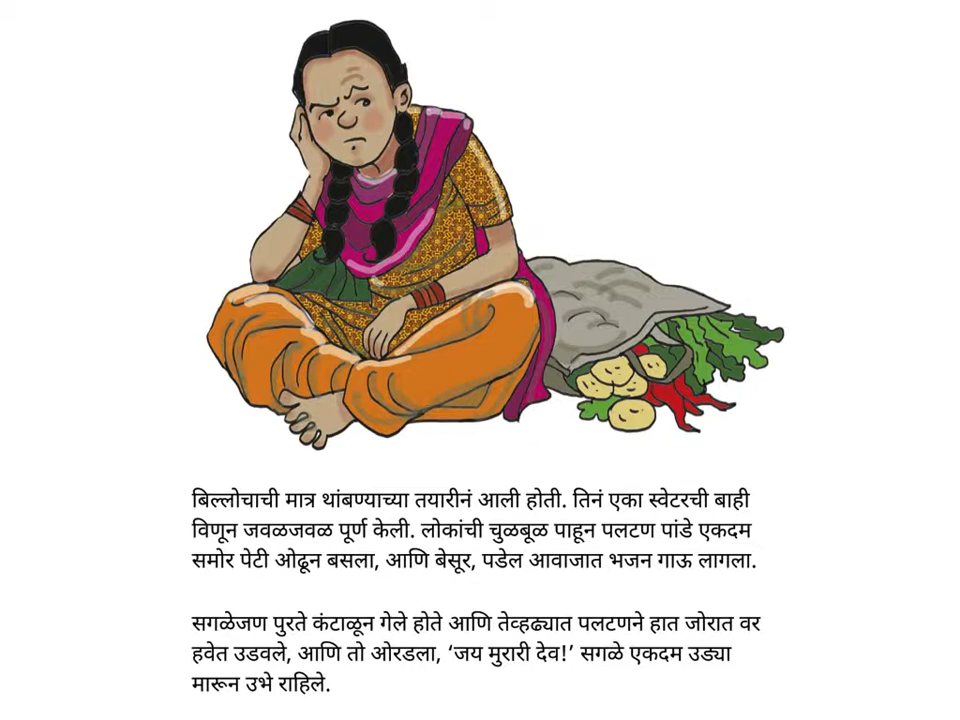 बिल्लोचाची मात्र थांबण्याच्या तयारीनं आली होती. तिनं एका स्वेटरची बाही
विणून जवळजवळ पूर्ण केली. लोकांची चुळबूळ पाहून पलटण पांडे एकदम
समोर पेटी ओढून बसला, आणि बेसूर, पडेल आवाजात भजन गाऊ लागला.
सगळेजण पुरते कंटाळून गेले होते आणि तेव्हढ्यात पलटणने हात जोरात वर
हवेत उडवले, आणि तो ओरडला, ‘जय मुरारी देव!’ सगळे एकदम उड्या
मारून उभे राहिले.